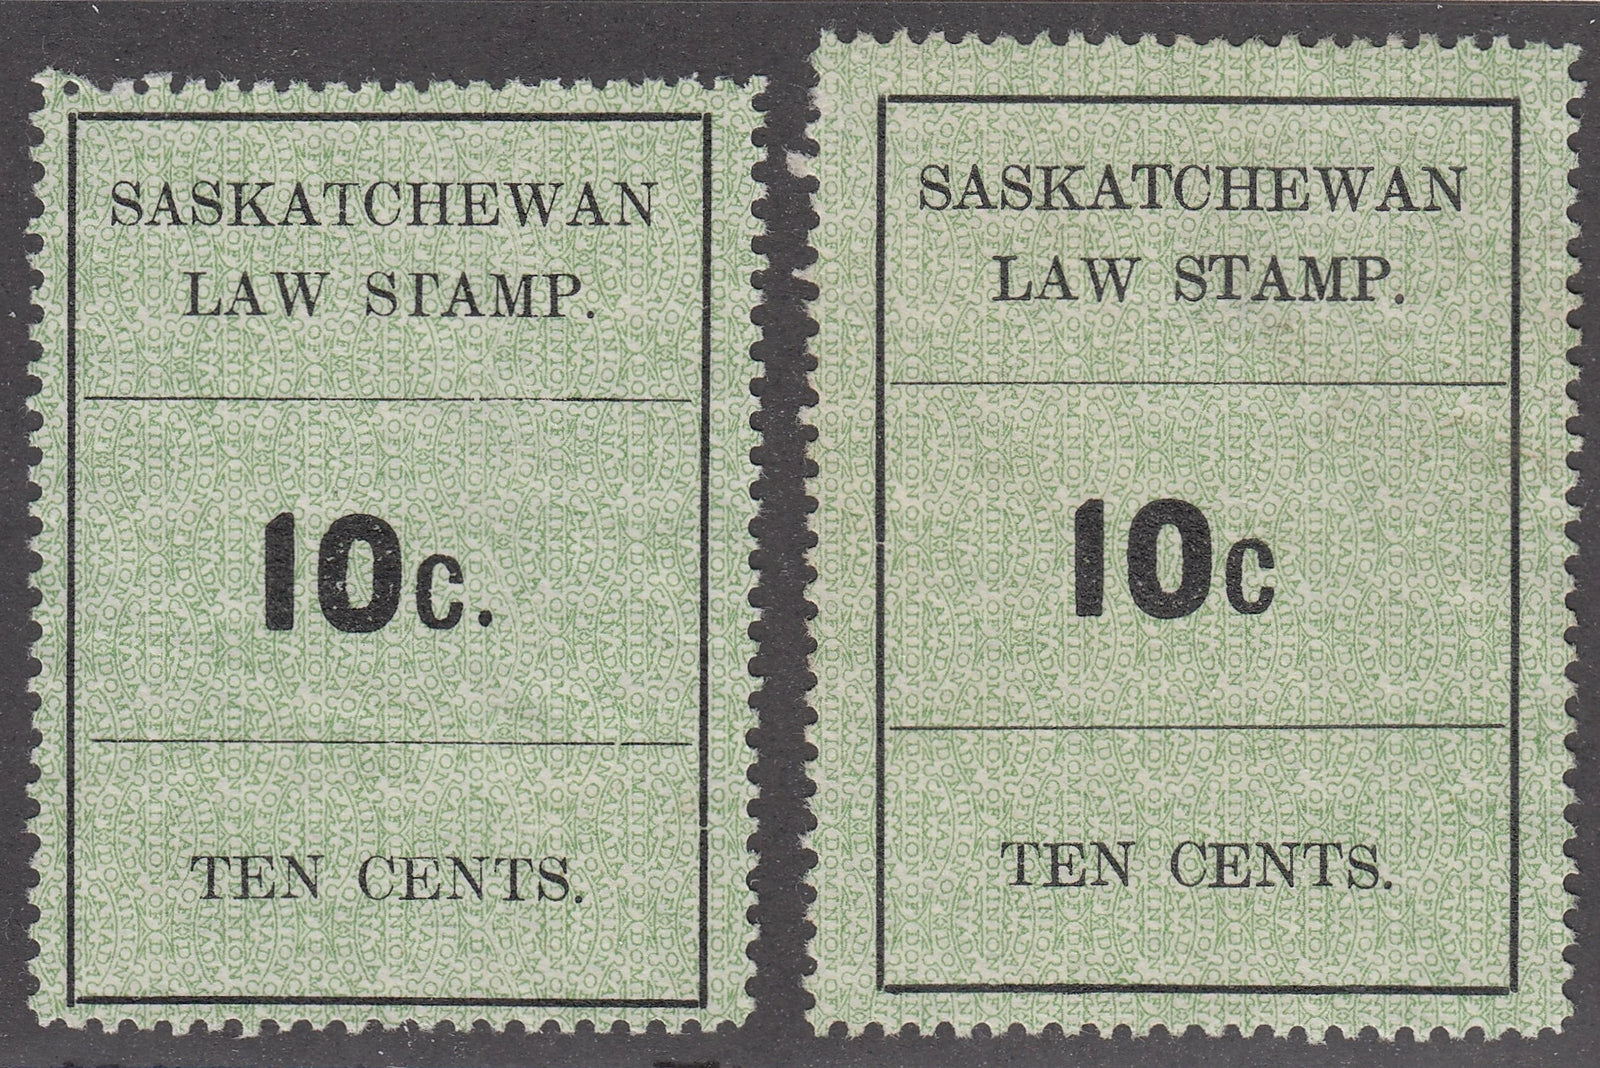 SASKATCHEWAN
LAW STAMP.
10c.
TEN CENTS.
SASKATCHEWAN
LAW STAMP.
10c
TEN CENTS.